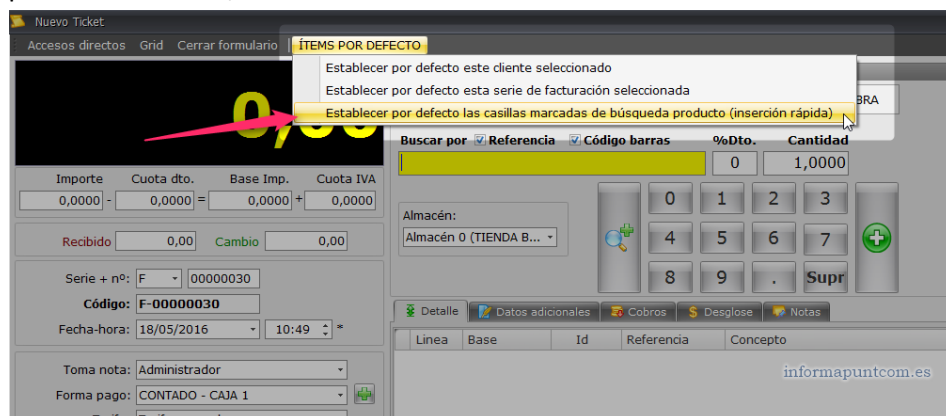 Nuevo Ticket
Accesos directos Grid Cerrar formulario ÍTEMS POR DEFECTO
Establecer por defecto este cliente seleccionado
Establecer por defecto esta serie de facturación seleccionada
Establecer por defecto las casillas marcadas de búsqueda producto (inserción rápida)
BRA
Buscar por Referencia Código barras %Dto. Cantidad
0 1,0000
Importe Cuota dto. Base Imp. Cuota IVA
0,0000 - 0,0000 = 0,0000 + 0,0000
Recibido 0,00 Cambio 0,00
Serie + nº: F 00000030
Código: F-00000030
Fecha-hora: 18/05/2016 10:49 *
Toma nota: Administrador
Forma pago: CONTADO - CAJA 1
Almacén:
Almacén 0 (TIENDA B...
0 1 2 3
4 5 6 7
8 9 . Supr
Detalle Datos adicionales Cobros Desglose Notas
Linea Base Id Referencia Concepto
informapuntcom.es